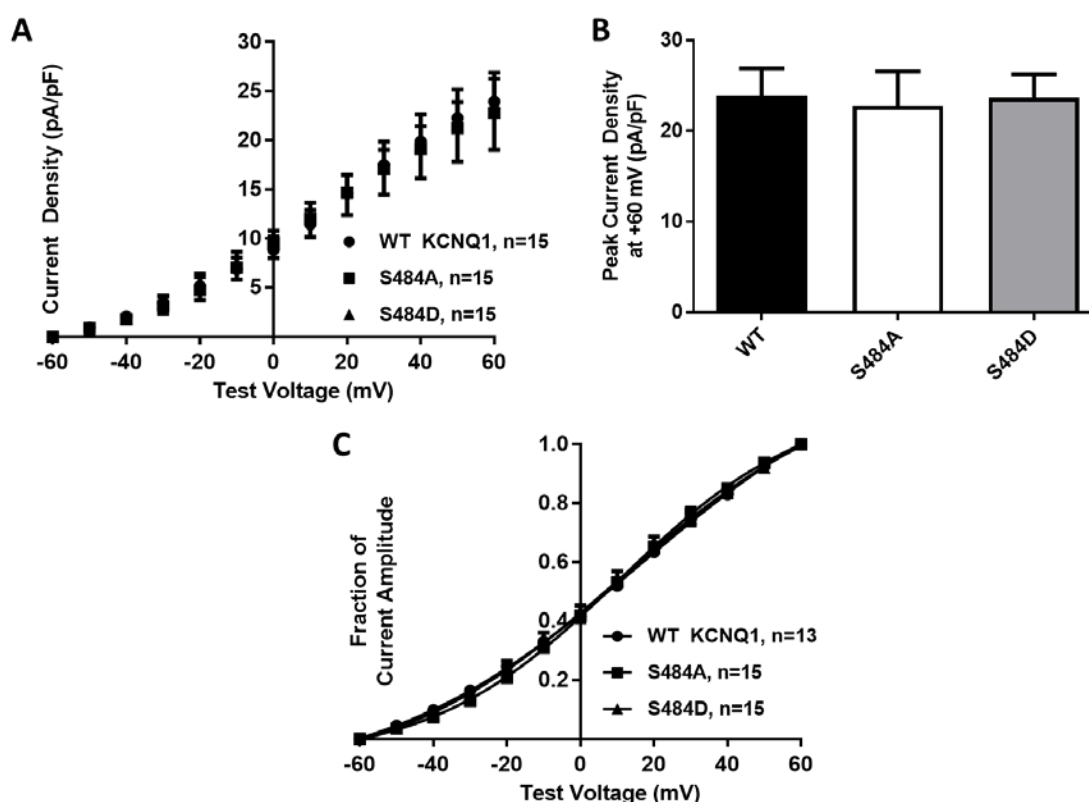 A
Current Density (pA/pF)
30
25
20
15
10
5
-60
-40
-20
0
20
40
60
Test Voltage (mV)
WT KCNQ1, n=15
S484A, n=15
S484D, n=15
B
Peak Current Density
at +60 mV (pA/pF)
30
20
10
0
WT
S484A
S484D
C
Fraction of
Current Amplitude
1.0
0.8
0.6
0.4
0.2
-60
-40
-20
0
20
40
60
Test Voltage (mV)
WT KCNQ1, n=13
S484A, n=15
S484D, n=15